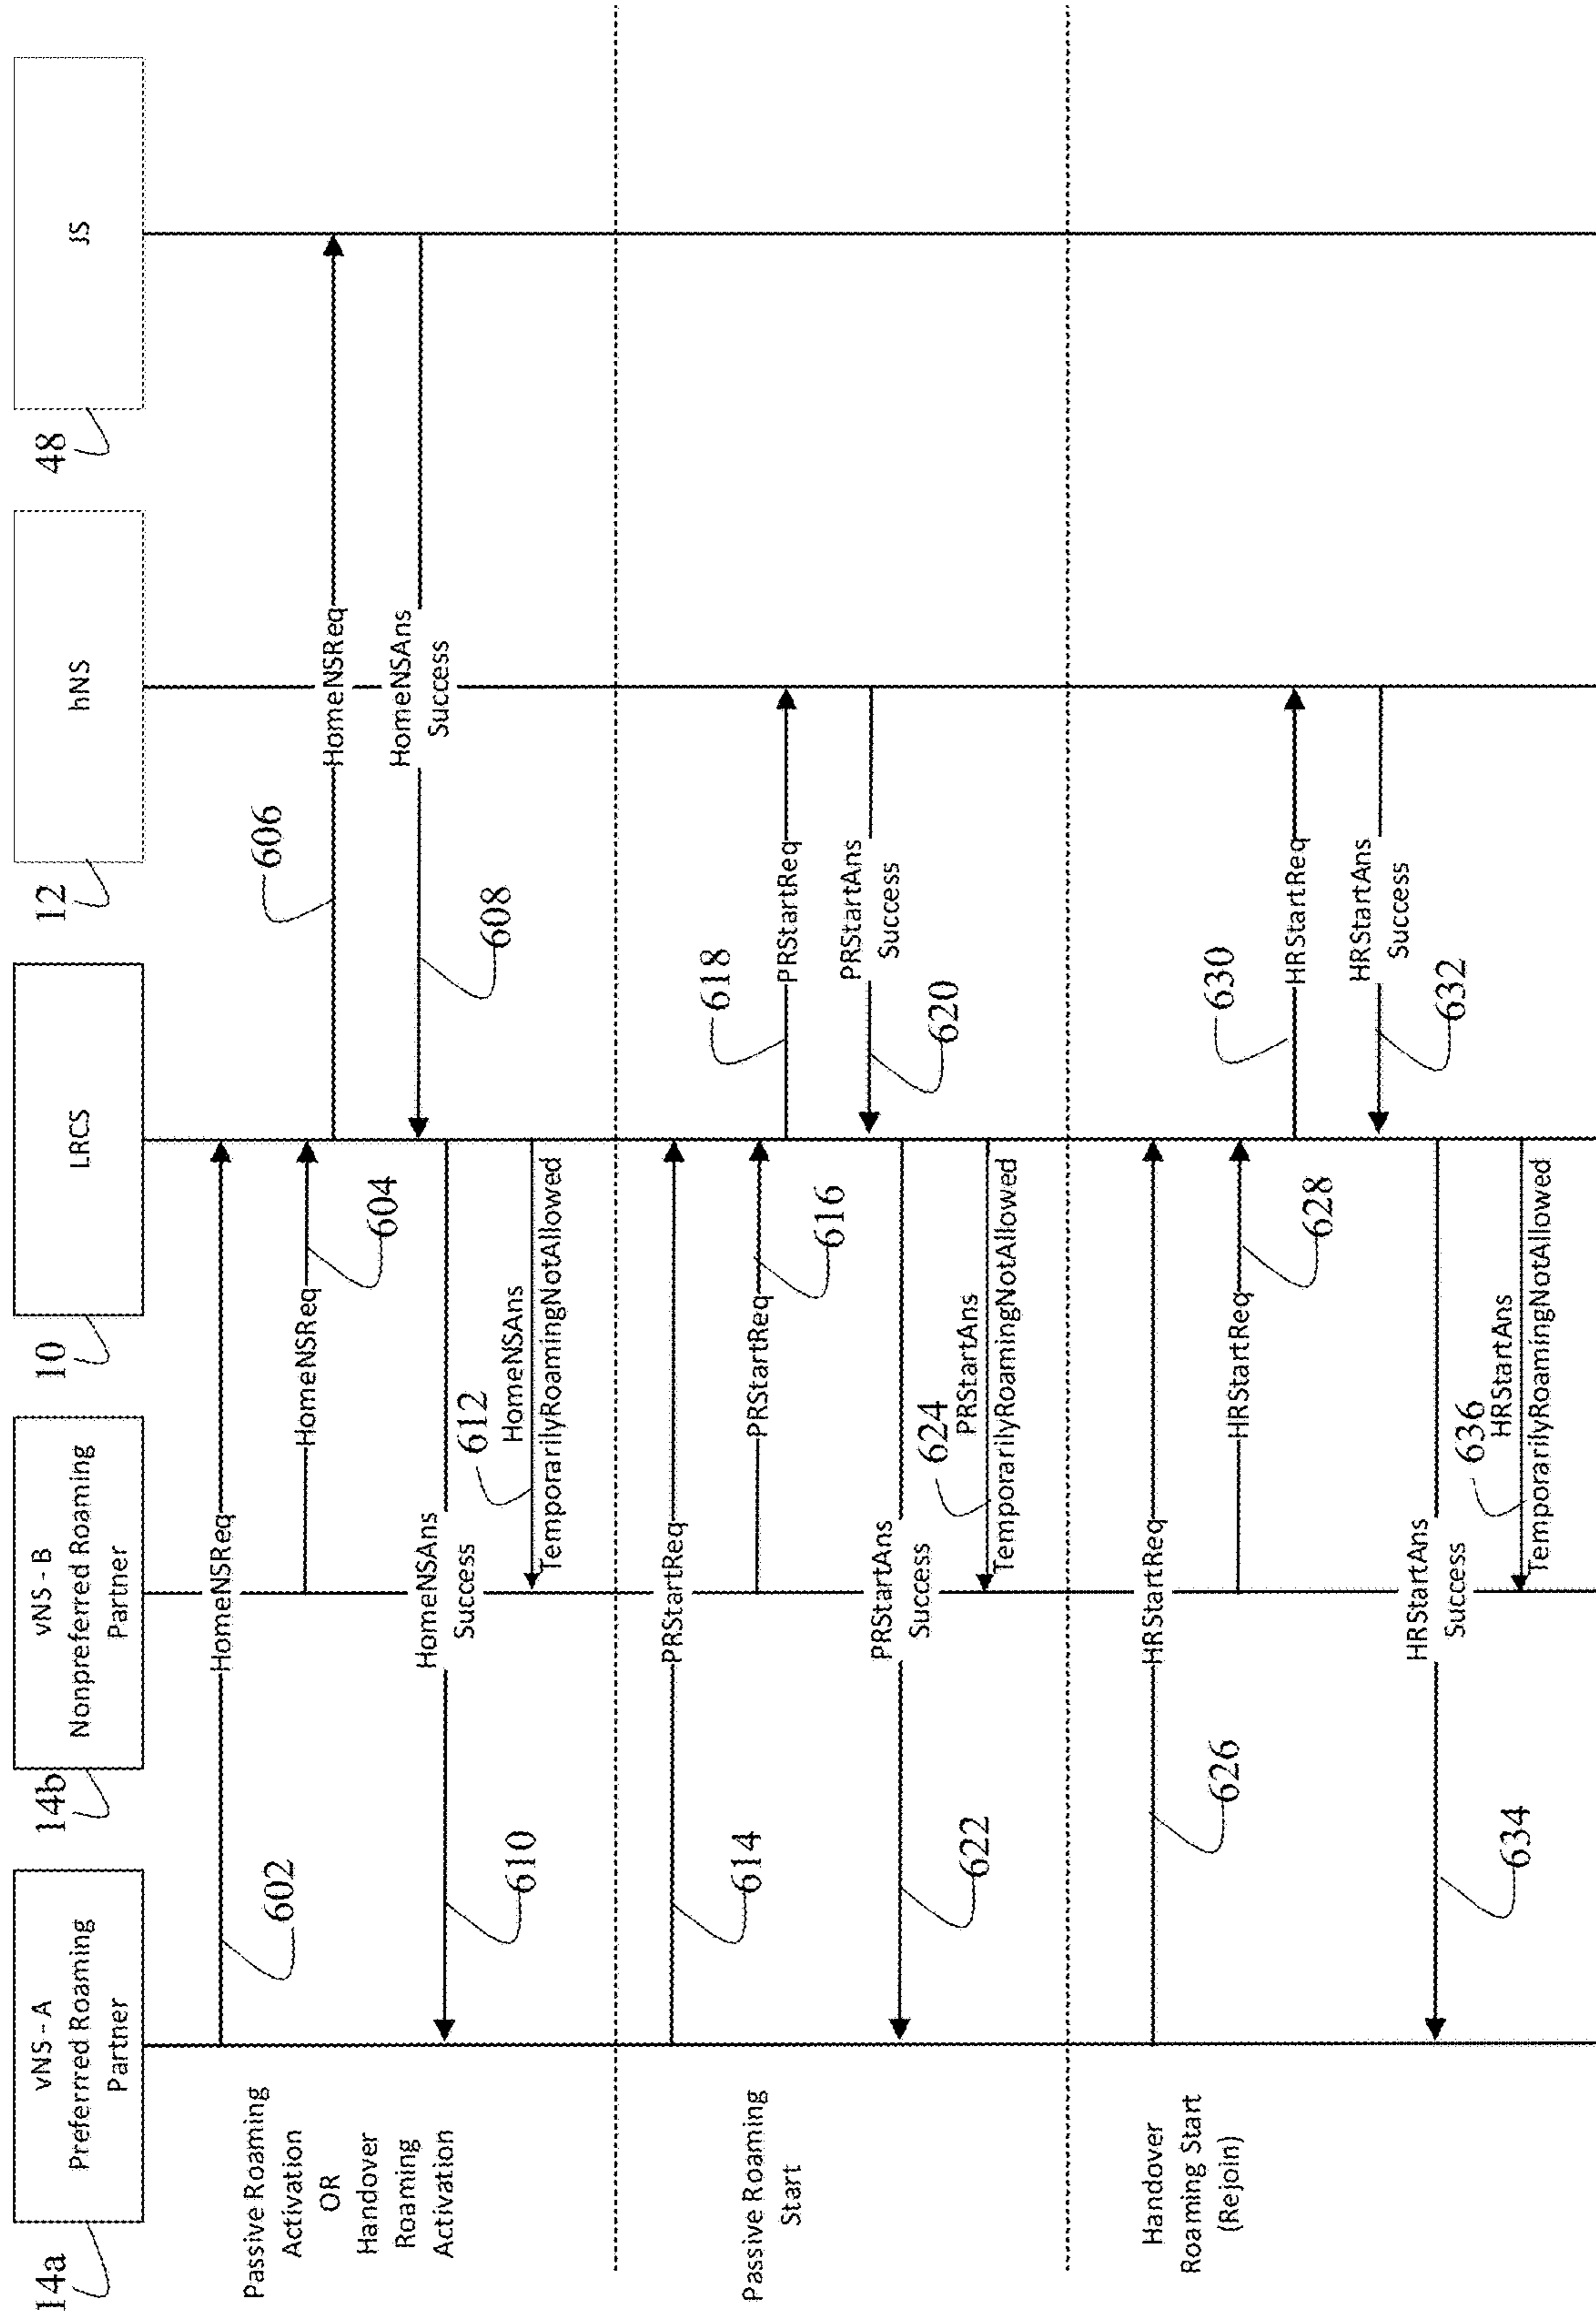 14a
vNS - A
Preferred Roaming
Partner
14b
vNS - B
Nonpreferred Roaming
Partner
10
LRCS
12
hNS
48
JS
Passive Roaming
Activation
OR
Handover
Roaming
Activation
HomeNSReq
602
HomeNSReq
604
HomeNSReq
606
HomeNSAns
Success
608
HomeNSAns
Success
610
612
HomeNSAns
TemporarilyRoamingNotAllowed
Passive Roaming
Start
PRStartReq
614
PRStartReq
616
PRStartReq
618
PRStartAns
Success
620
PRStartAns
Success
622
624
PRStartAns
TemporarilyRoamingNotAllowed
Handover
Roaming Start
(Rejoin)
HRStartReq
626
HRStartReq
628
HRStartReq
630
HRStartAns
Success
632
HRStartAns
Success
634
636
HRStartAns
TemporarilyRoamingNotAllowed